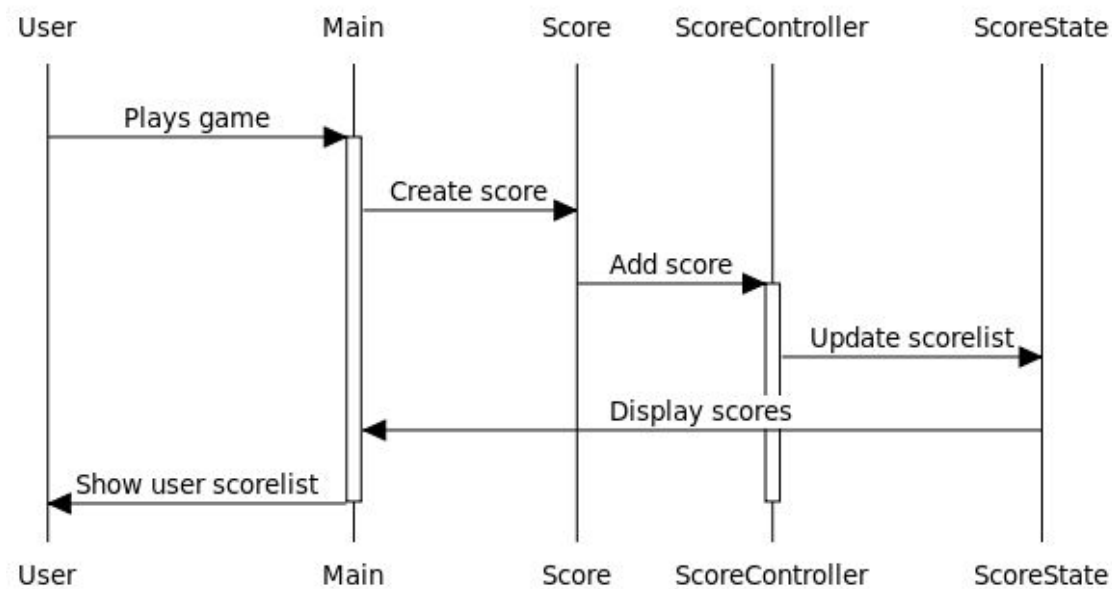 User Main Score ScoreController ScoreState
Plays game
Create score
Add score
Update scorelist
Display scores
Show user scorelist
User Main Score ScoreController ScoreState